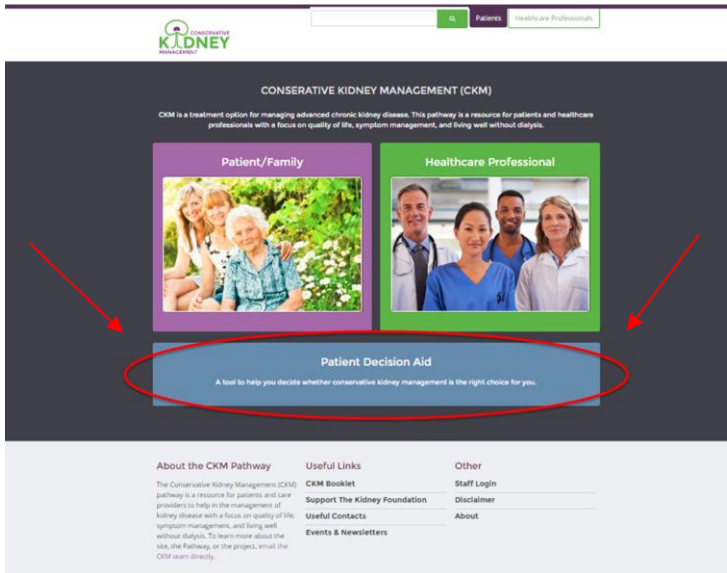 CONSERVATIVE
KIDNEY
MANAGEMENT
Patients
Healthcare Professionals
CONSERATIVE KIDNEY MANAGEMENT (CKM)
CKM is a treatment option for managing advanced chronic kidney disease. This pathway is a resource for patients and healthcare
professionals with a focus on quality of life, symptom management, and living well without dialysis.
Patient/Family
Healthcare Professional
Patient Decision Aid
A tool to help you decide whether conservative kidney management is the right choice for you.
About the CKM Pathway
The Conservative Kidney Management (CKM)
pathway is a resource for patients and care
providers to help in the management of
kidney disease with a focus on quality of life,
symptom management, and living well
without dialysis. To learn more about the
site, the Pathway, or the project, email the
CKM team directly.
Useful Links
CKM Booklet
Support The Kidney Foundation
Useful Contacts
Events & Newsletters
Other
Staff Login
Disclaimer
About